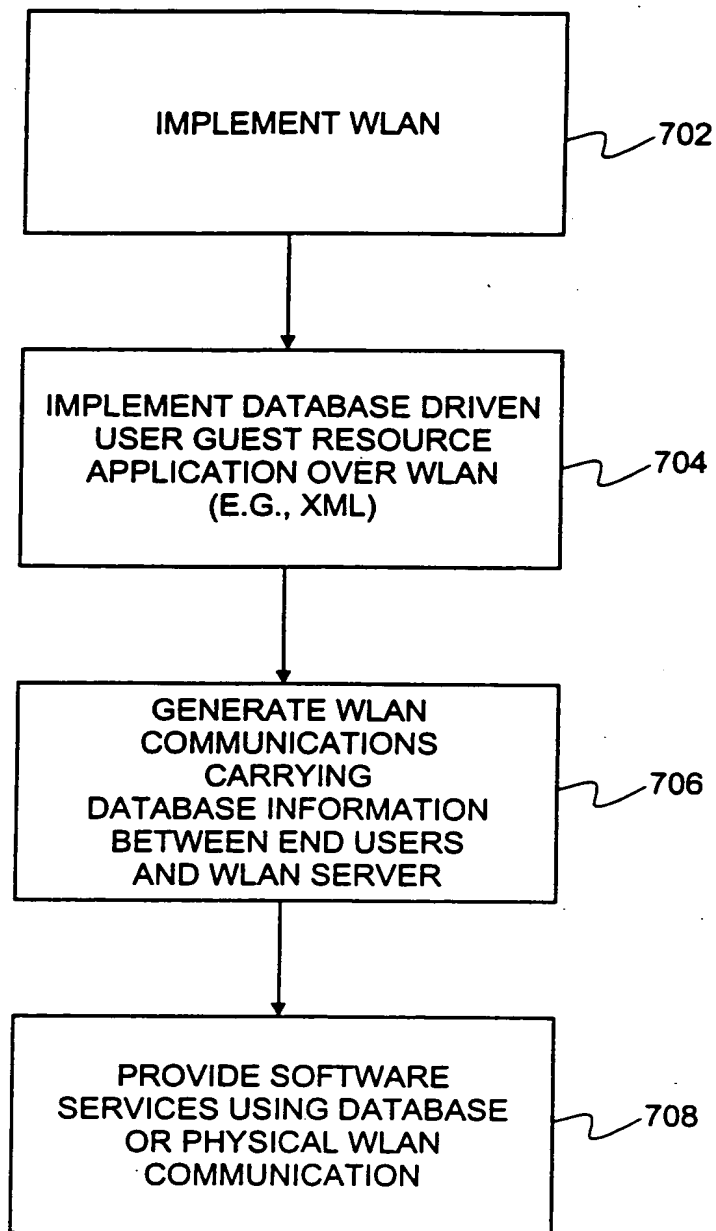 IMPLEMENT WLAN
702
IMPLEMENT DATABASE DRIVEN
USER GUEST RESOURCE
APPLICATION OVER WLAN
(E.G., XML)
704
GENERATE WLAN
COMMUNICATIONS
CARRYING
DATABASE INFORMATION
BETWEEN END USERS
AND WLAN SERVER
706
PROVIDE SOFTWARE
SERVICES USING DATABASE
OR PHYSICAL WLAN
COMMUNICATION
708